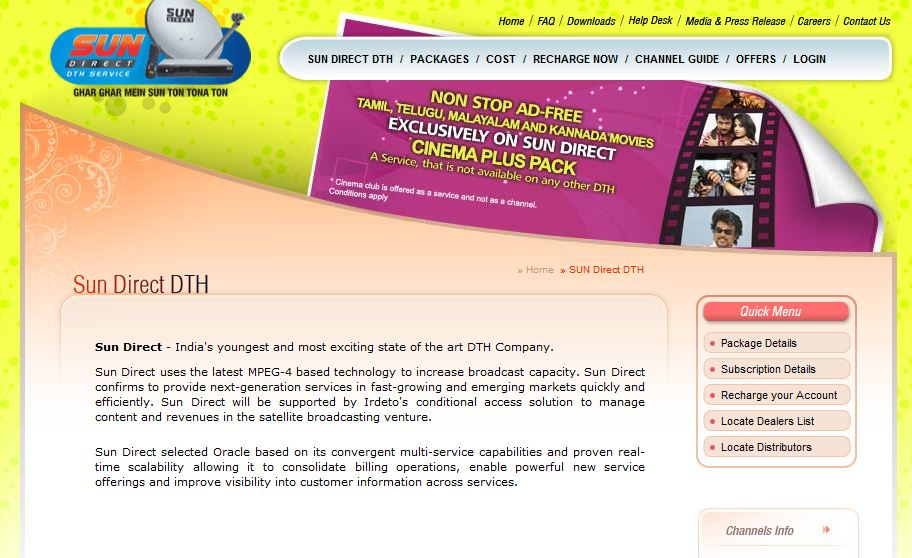 SUN
DIRECT
SUN
DIRECT
DTH SERVICE
GHAR GHAR MEIN SUN TON TONA TON
Home / FAQ / Downloads / Help Desk / Media & Press Release / Careers / Contact Us
SUN DIRECT DTH / PACKAGES / COST / RECHARGE NOW / CHANNEL GUIDE / OFFERS / LOGIN
NON STOP AD-FREE
TAMIL, TELUGU, MALAYALAM AND KANNADA MOVIES
EXCLUSIVELY ON SUN DIRECT
CINEMA PLUS PACK
A Service, that is not available on any other DTH
* Cinema club is offered as a service and not as a channel.
Conditions apply
» Home » SUN Direct DTH
Sun Direct DTH
Sun Direct - India's youngest and most exciting state of the art DTH Company.
Sun Direct uses the latest MPEG-4 based technology to increase broadcast capacity. Sun Direct
confirms to provide next-generation services in fast-growing and emerging markets quickly and
efficiently. Sun Direct will be supported by Irdeto's conditional access solution to manage
content and revenues in the satellite broadcasting venture.
Sun Direct selected Oracle based on its convergent multi-service capabilities and proven real-
time scalability allowing it to consolidate billing operations, enable powerful new service
offerings and improve visibility into customer information across services.
Quick Menu
Package Details
Subscription Details
Recharge your Account
Locate Dealers List
Locate Distributors
Channels Info